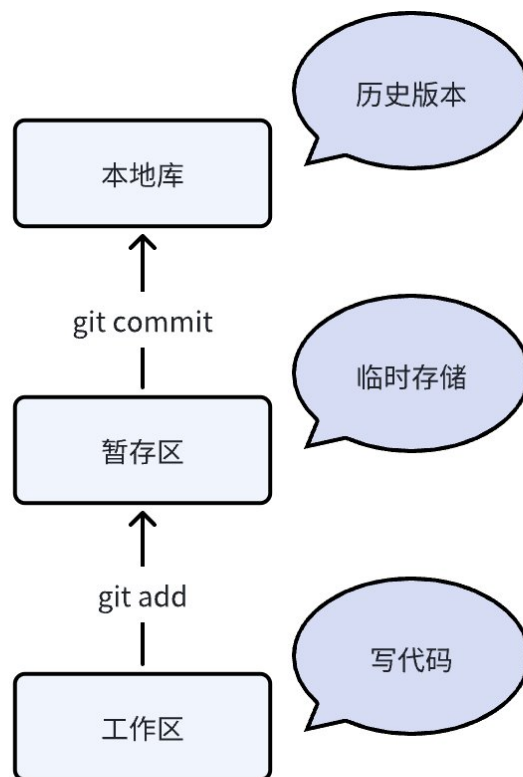 历史版本
本地库
git commit
临时存储
暂存区
git add
写代码
工作区